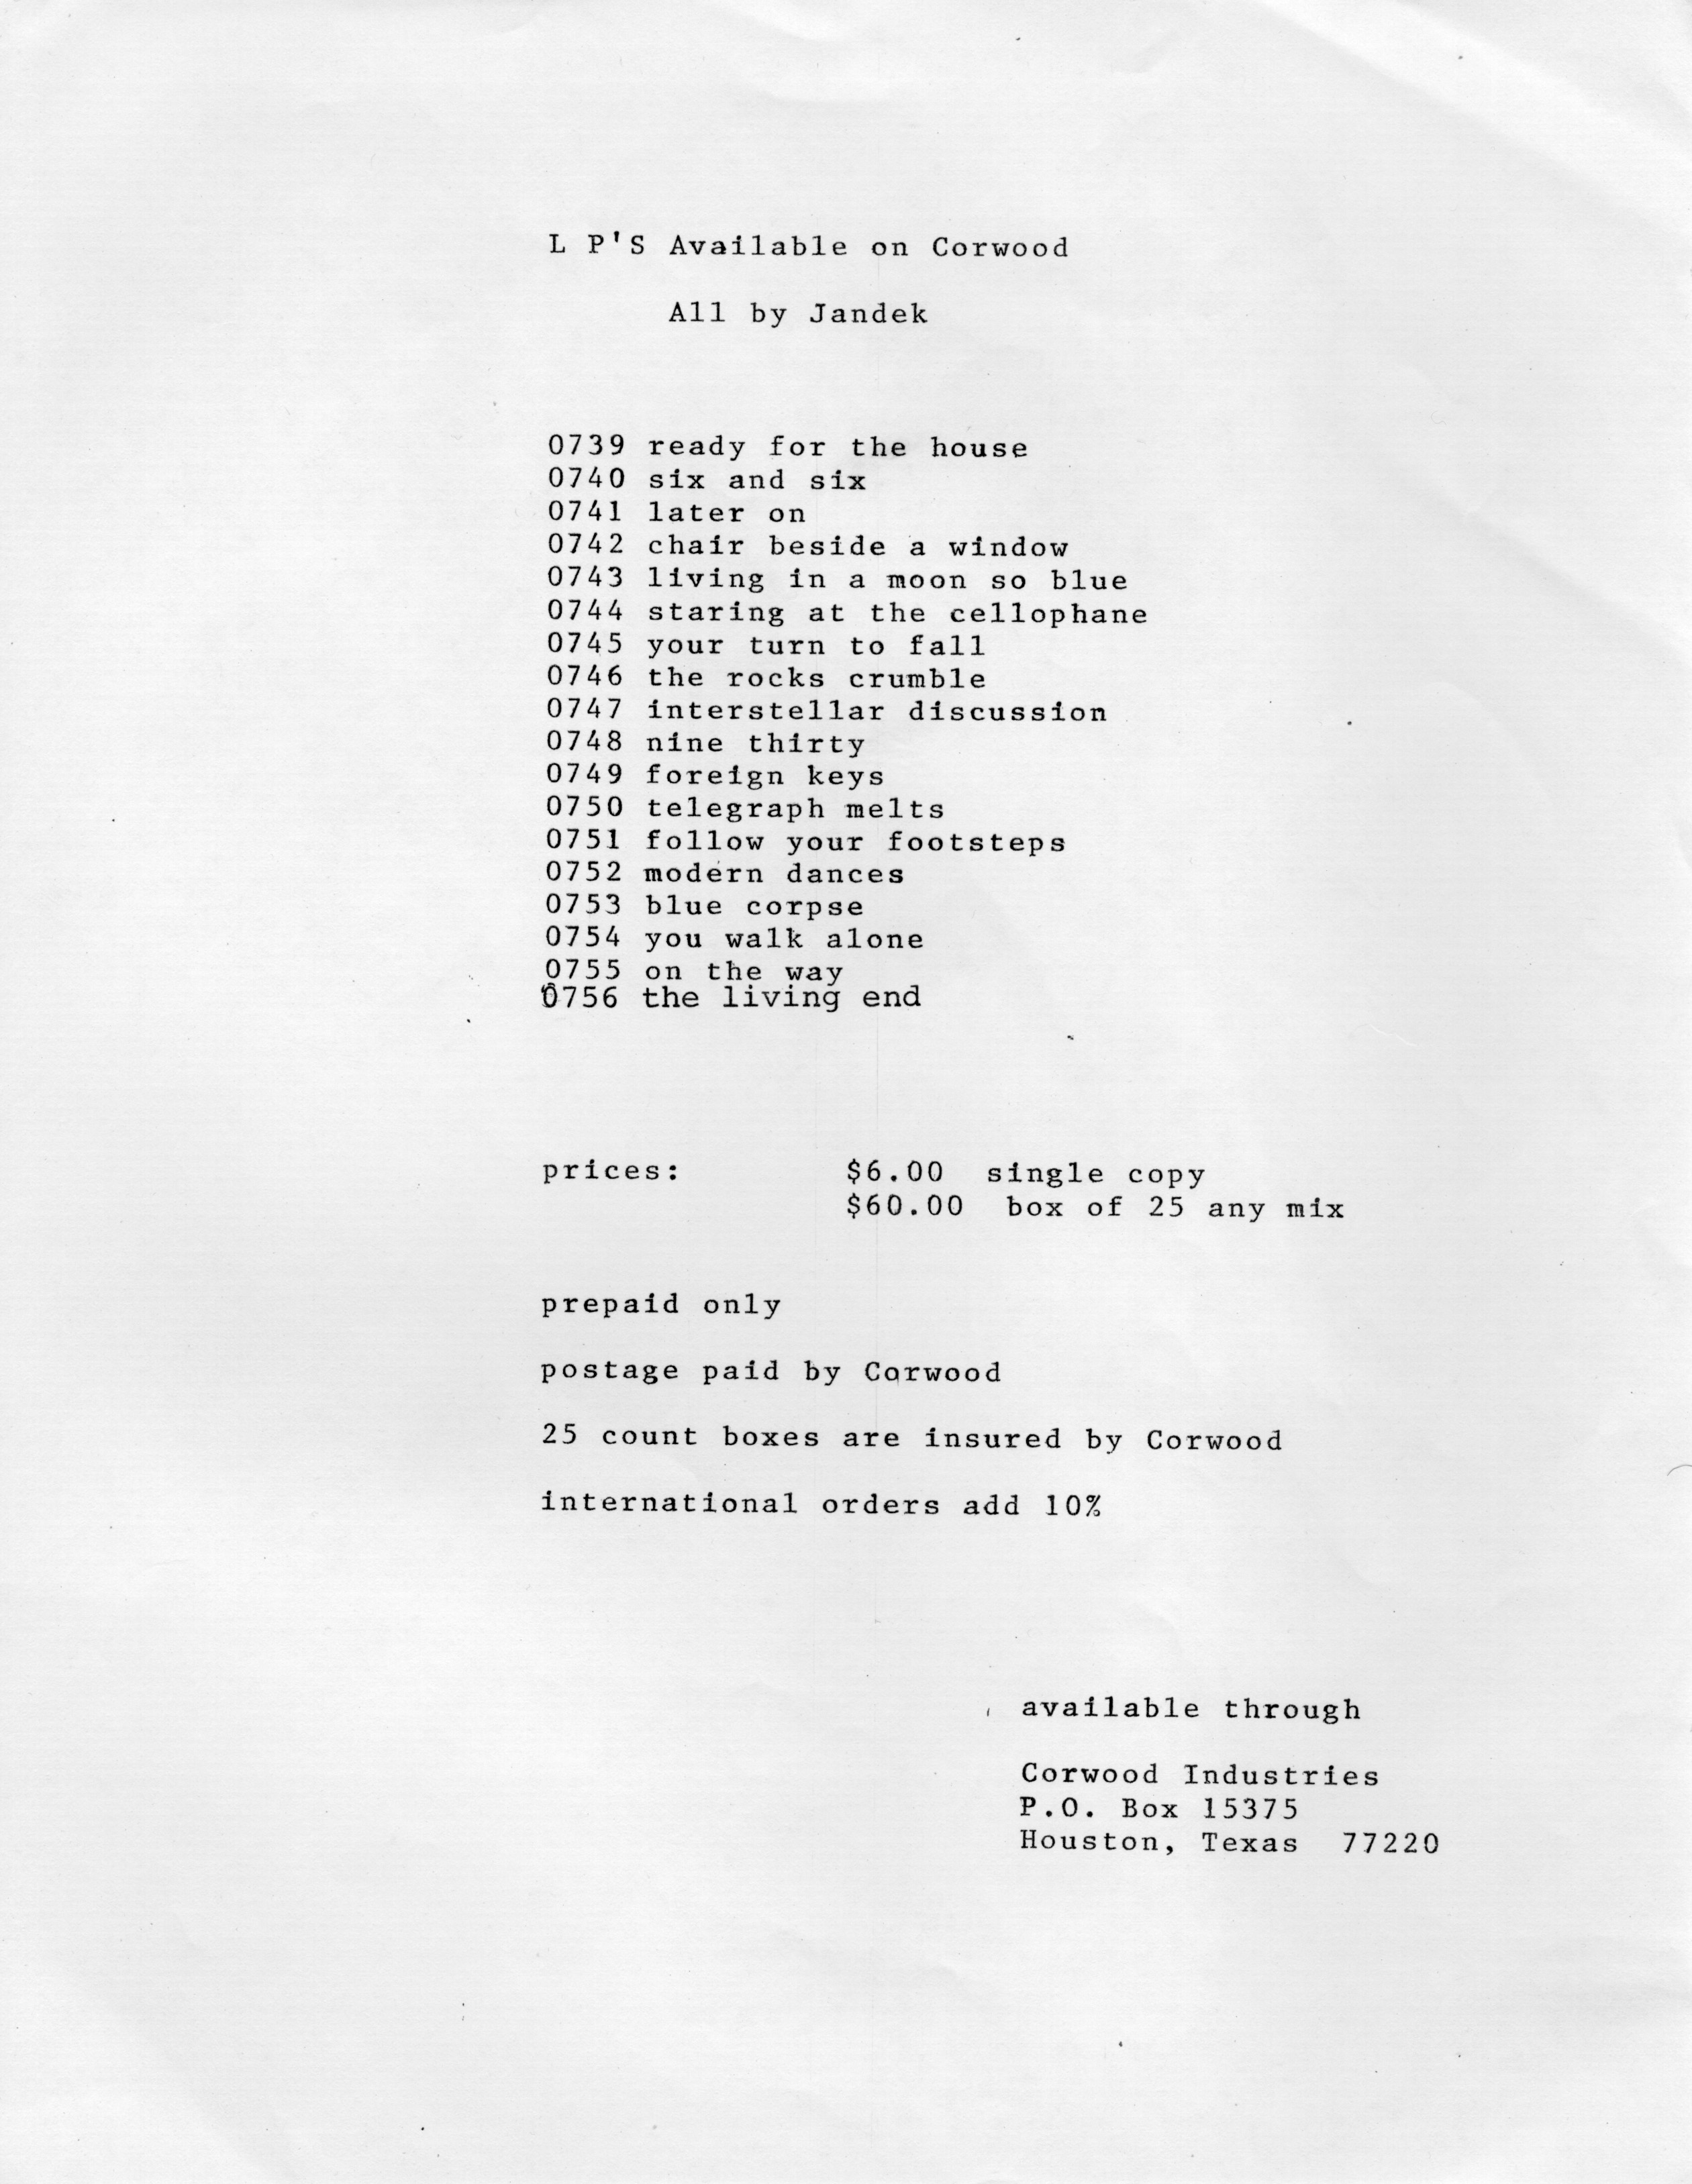 L P'S Available on Corwood
All by Jandek
0739 ready for the house
0740 six and six
0741 later on
0742 chair beside a window
0743 living in a moon so blue
0744 staring at the cellophane
0745 your turn to fall
0746 the rocks crumble
0747 interstellar discussion
0748 nine thirty
0749 foreign keys
0750 telegraph melts
0751 follow your footsteps
0752 modern dances
0753 blue corpse
0754 you walk alone
0755 on the way
0756 the living end
prices: $6.00 single copy
$60.00 box of 25 any mix
prepaid only
postage paid by Corwood
25 count boxes are insured by Corwood
international orders add 10%
available through
Corwood Industries
P.O. Box 15375
Houston, Texas 77220